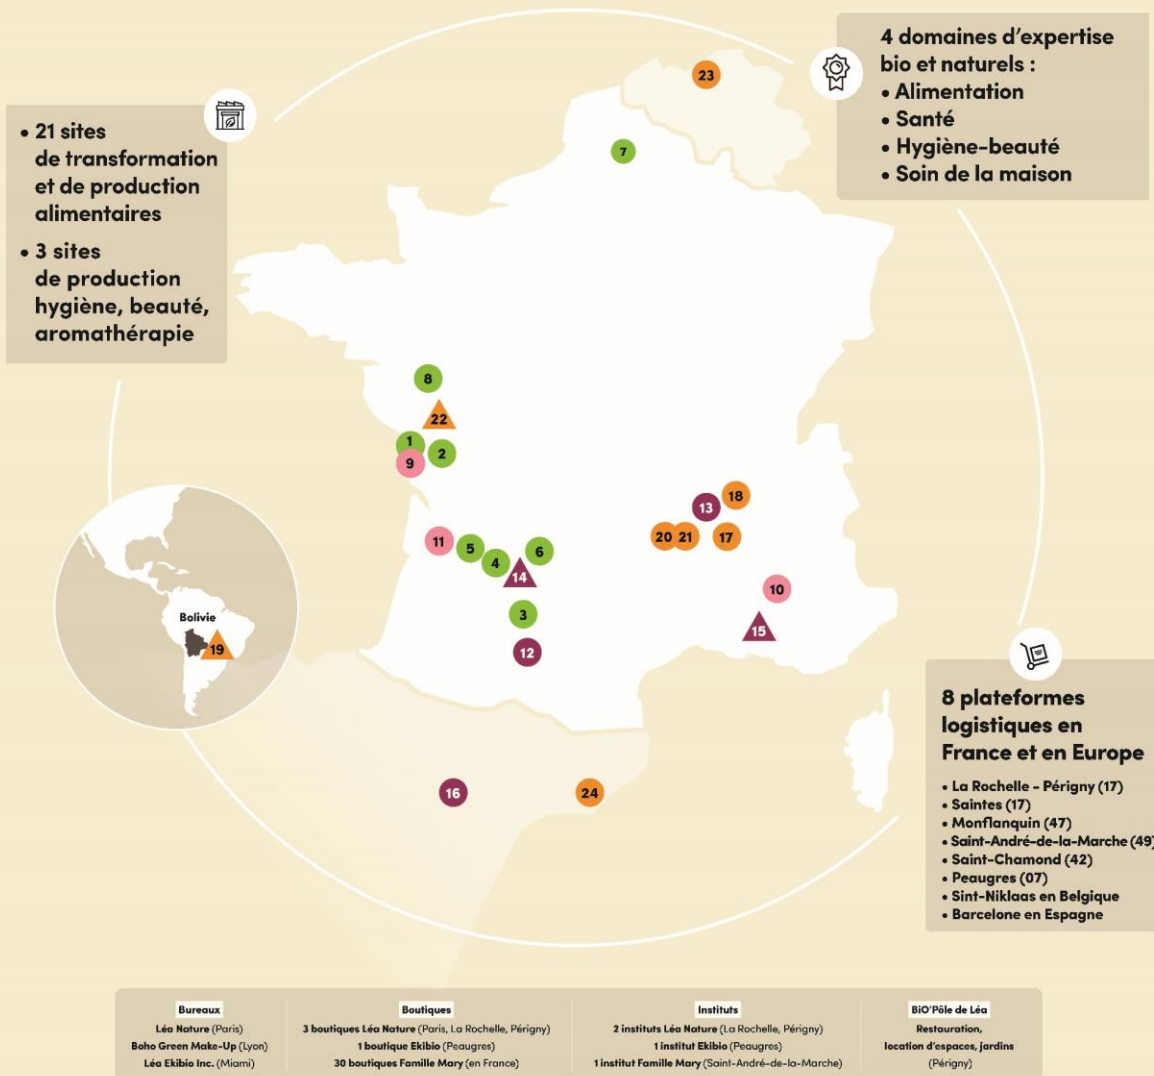 • 21 sites
de transformation
et de production
alimentaires
• 3 sites
de production
hygiène, beauté,
aromathérapie
4 domaines d'expertise
bio et naturels :
• Alimentation
• Santé
• Hygiène-beauté
• Soin de la maison
23
7
8
22
1
2
9
18
13
20 21 17
11
5
4
6
14
10
3
15
12
Bolivie
19
16
24
8 plateformes
logistiques en
France et en Europe
• La Rochelle - Périgny (17)
• Saintes (17)
• Monflanquin (47)
• Saint-André-de-la-Marche (49)
• Saint-Chamond (42)
• Peaugres (07)
• Sint-Niklaas en Belgique
• Barcelone en Espagne
Bureaux
Léa Nature (Paris)
Boho Green Make-Up (Lyon)
Léa Ekibio Inc. (Miami)
Boutiques
3 boutiques Léa Nature (Paris, La Rochelle, Périgny)
1 boutique Ekibio (Peaugres)
30 boutiques Famille Mary (en France)
Instituts
2 instituts Léa Nature (La Rochelle, Périgny)
1 institut Ekibio (Peaugres)
1 institut Famille Mary (Saint-André-de-la-Marche)
BiO'Pôle de Léa
Restauration,
location d'espaces, jardins
(Périgny)